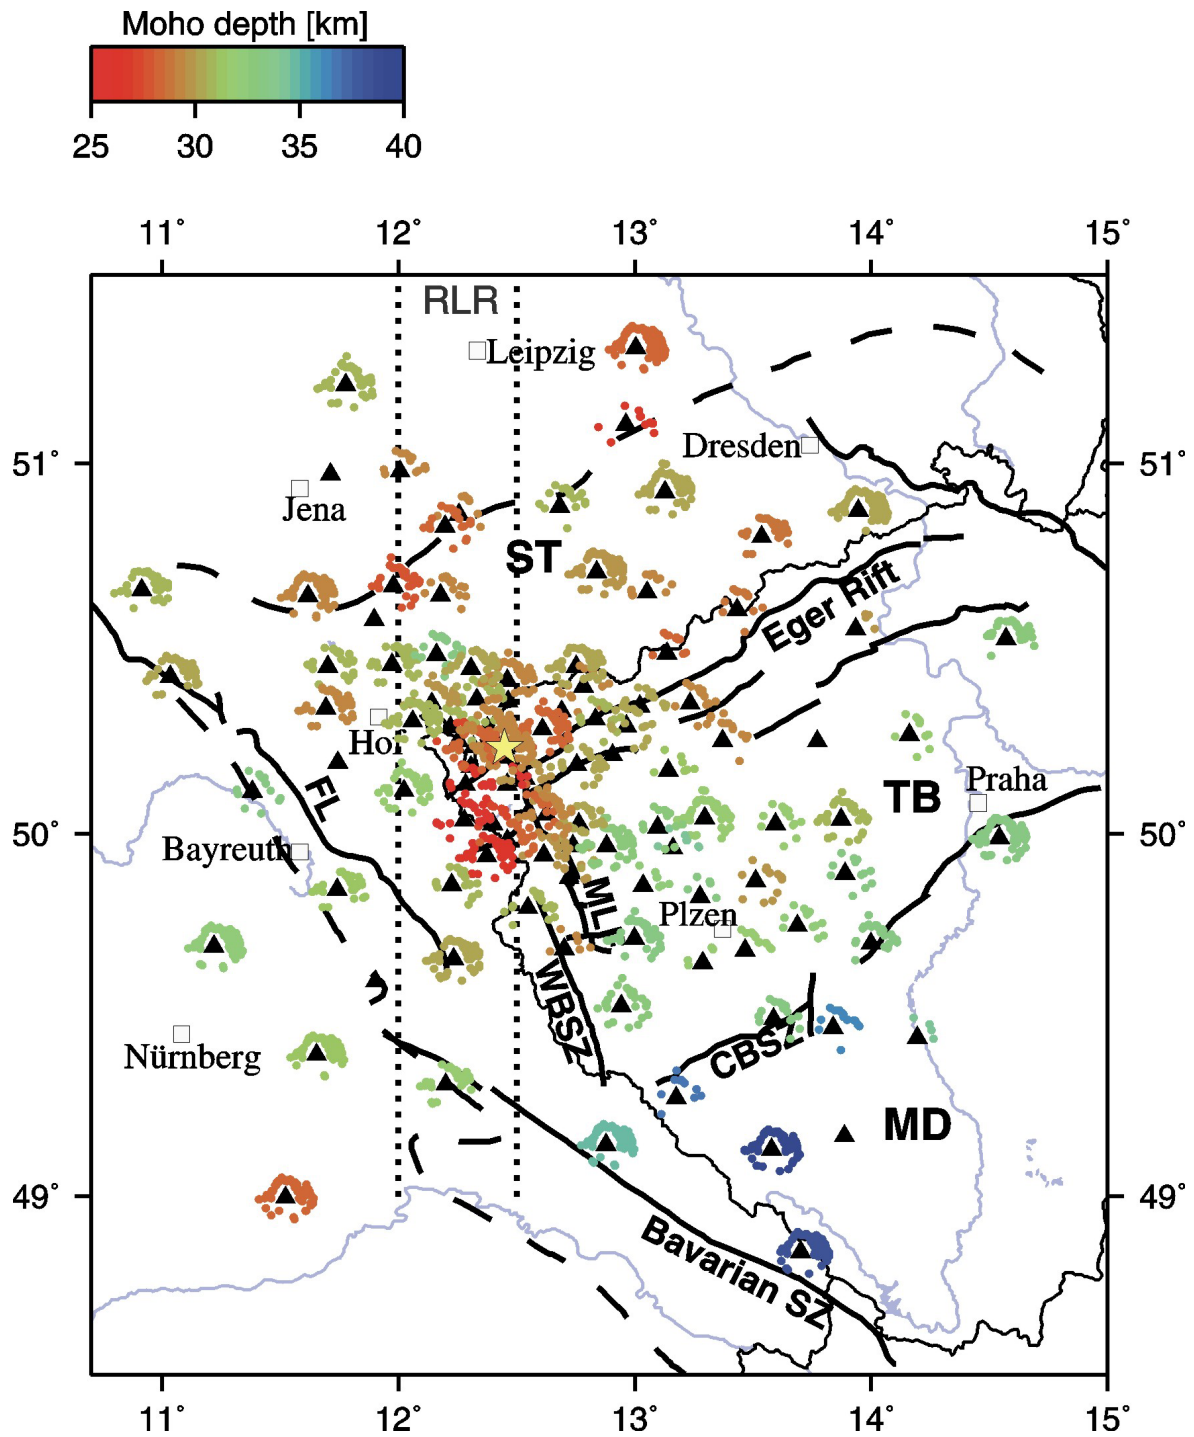 Moho depth [km]
25 30 35 40
11° 12° 13° 14° 15°
RLR
Leipzig
Dresden
51° 51°
Jena
ST
Eger Rift
Ho
FL
TB
Praha
50° 50°
Bayreuth
ML
Plzen
WBSZ
Nürnberg
CBSZ
MD
49° 49°
Bavarian SZ
11° 12° 13° 14° 15°